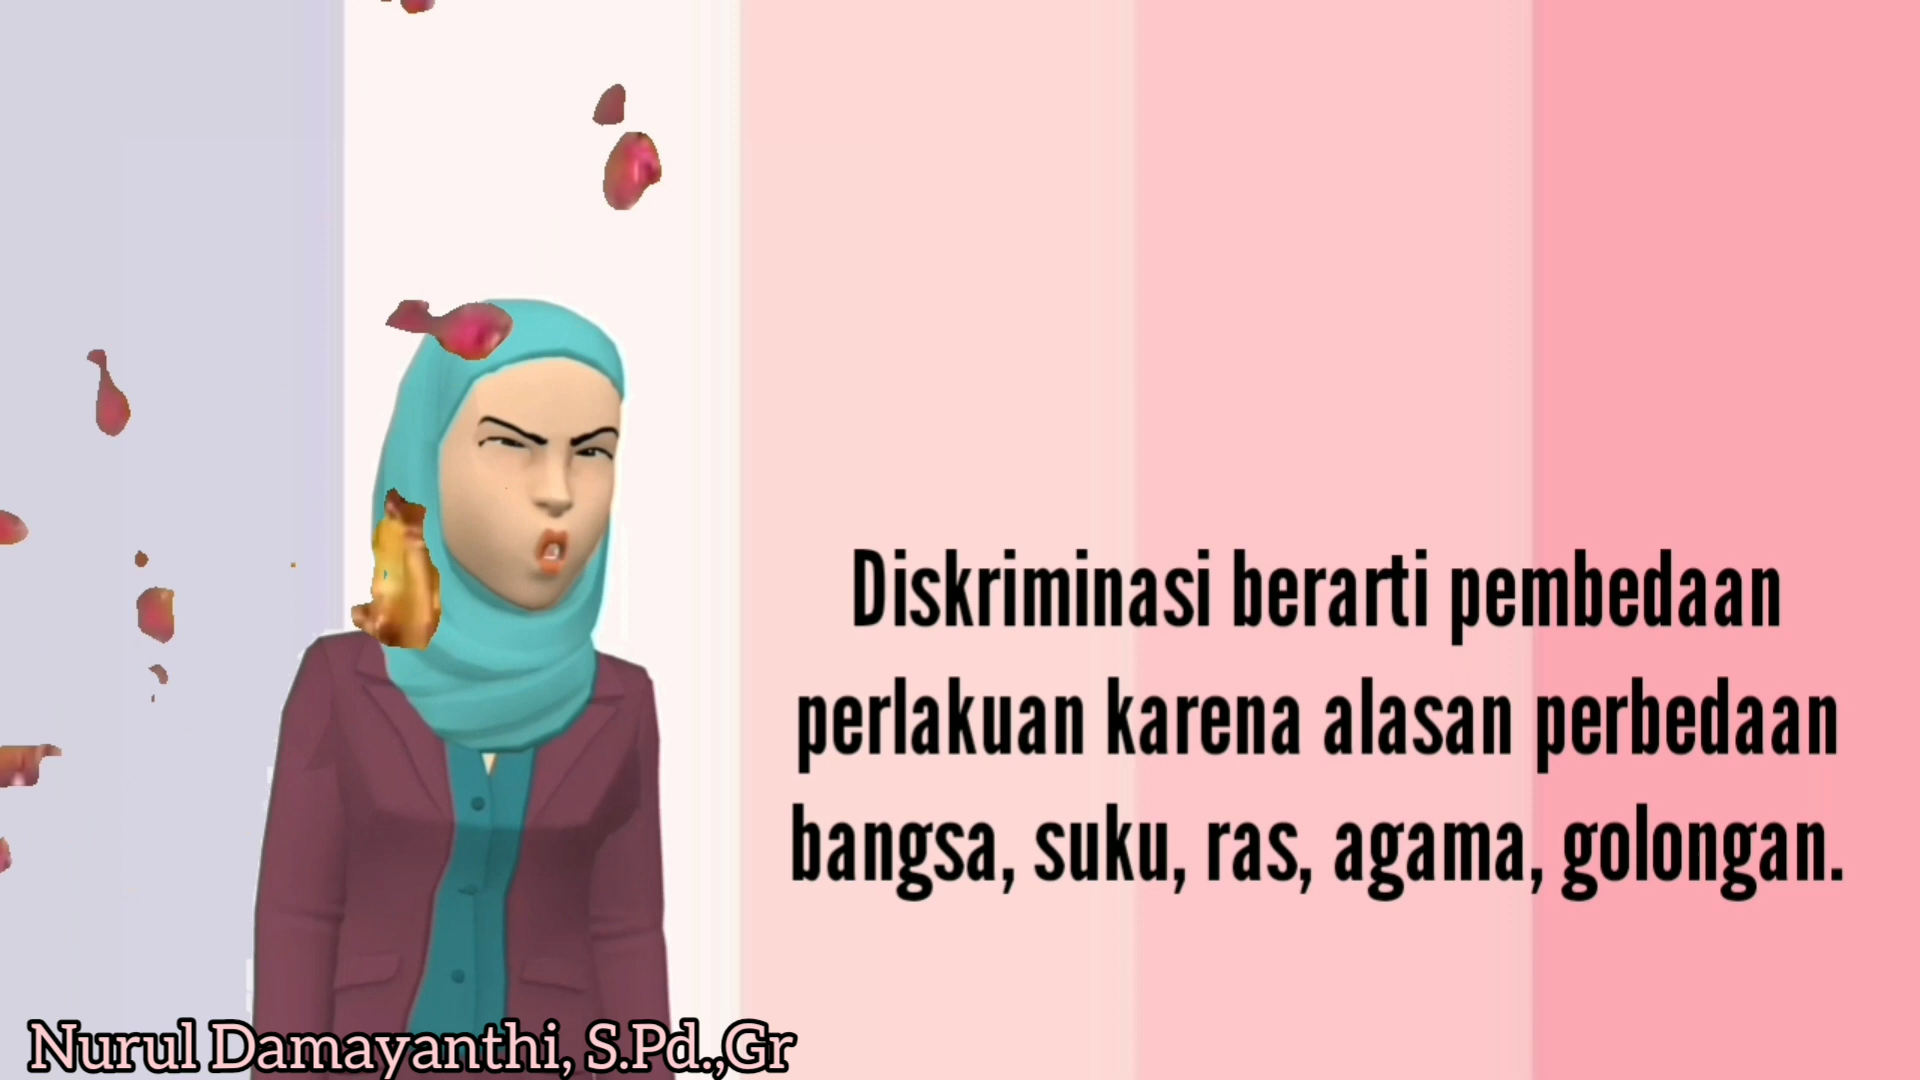 Diskriminasi berarti pembedaan
perlakuan karena alasan perbedaan
bangsa, suku, ras, agama, golongan.
Nurul Damayanthi, S.Pd.,Gr